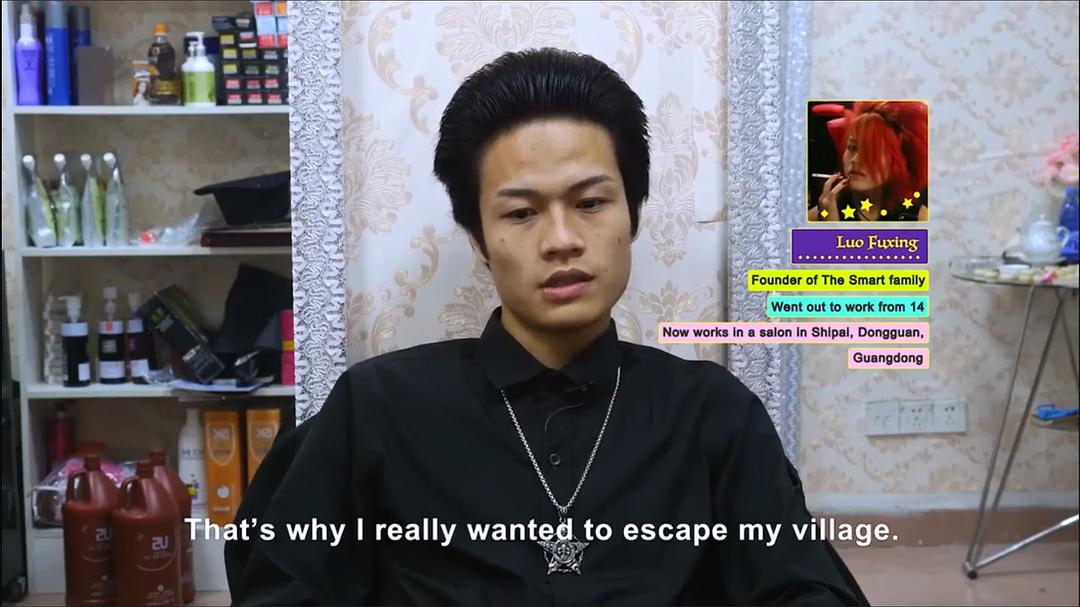 Luo Fuxing
Founder of The Smart family
Went out to work from 14
Now works in a salon in Shipai, Dongguan,
Guangdong
That's why I really wanted to escape my village.